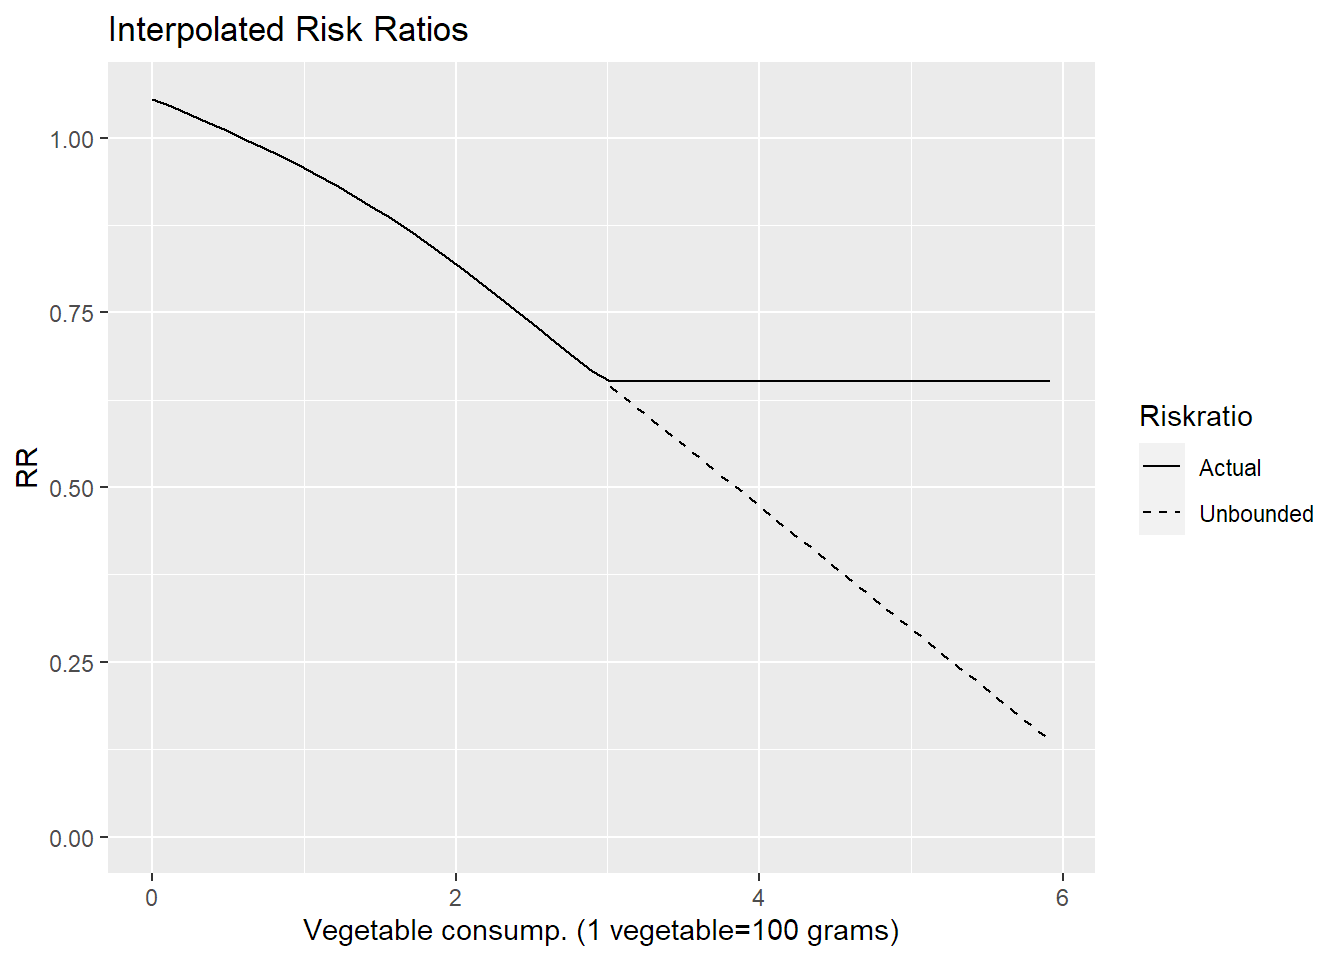 Interpolated Risk Ratios
1.00
0.75
0.50
0.25
0.00
RR
0 2 4 6
Vegetable consump. (1 vegetable=100 grams)
Riskratio
Actual
Unbounded